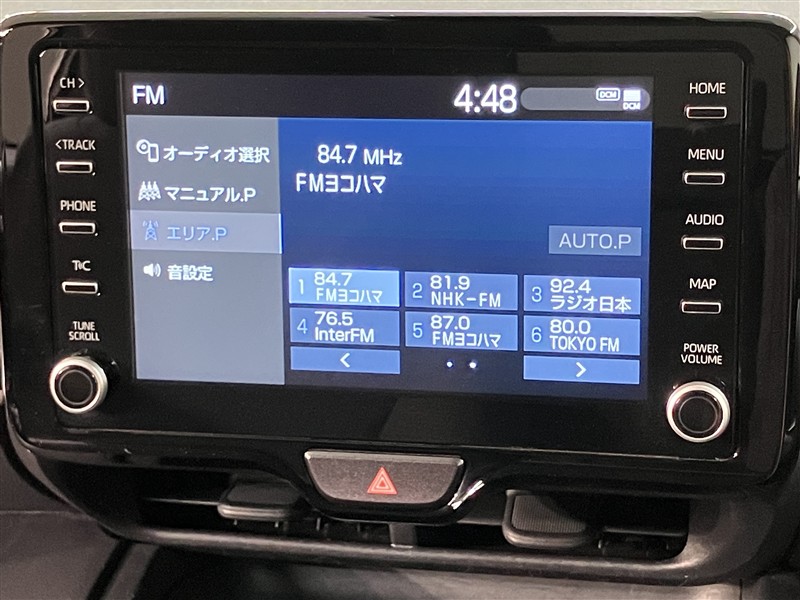 CH >
< TRACK
PHONE
T&C
TUNE
SCROLL
FM
4:48
DCM
DCM
オーディオ選択
マニュアル.P
エリア.P
音設定
84.7 MHz
FMヨコハマ
AUTO.P
1 84.7 FMヨコハマ
2 81.9 NHK-FM
3 92.4 ラジオ日本
4 76.5 InterFM
5 87.0 FMヨコハマ
6 80.0 TOKYO FM
<
>
HOME
MENU
AUDIO
MAP
POWER
VOLUME